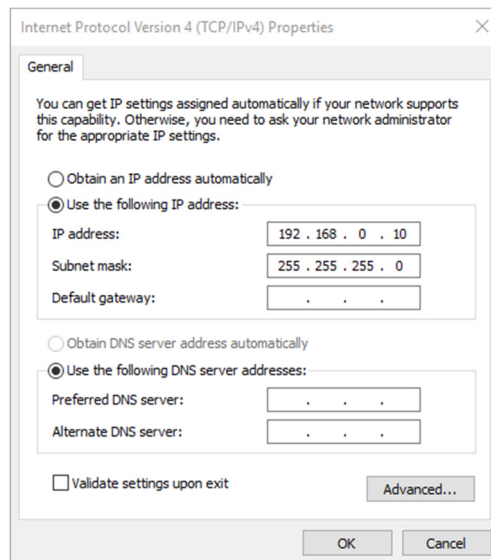 Internet Protocol Version 4 (TCP/IPv4) Properties
General
You can get IP settings assigned automatically if your network supports
this capability. Otherwise, you need to ask your network administrator
for the appropriate IP settings.
Obtain an IP address automatically
Use the following IP address:
IP address: 192 . 168 . 0 . 10
Subnet mask: 255 . 255 . 255 . 0
Default gateway: . . .
Obtain DNS server address automatically
Use the following DNS server addresses:
Preferred DNS server: . . .
Alternate DNS server: . . .
Validate settings upon exit
Advanced...
OK Cancel